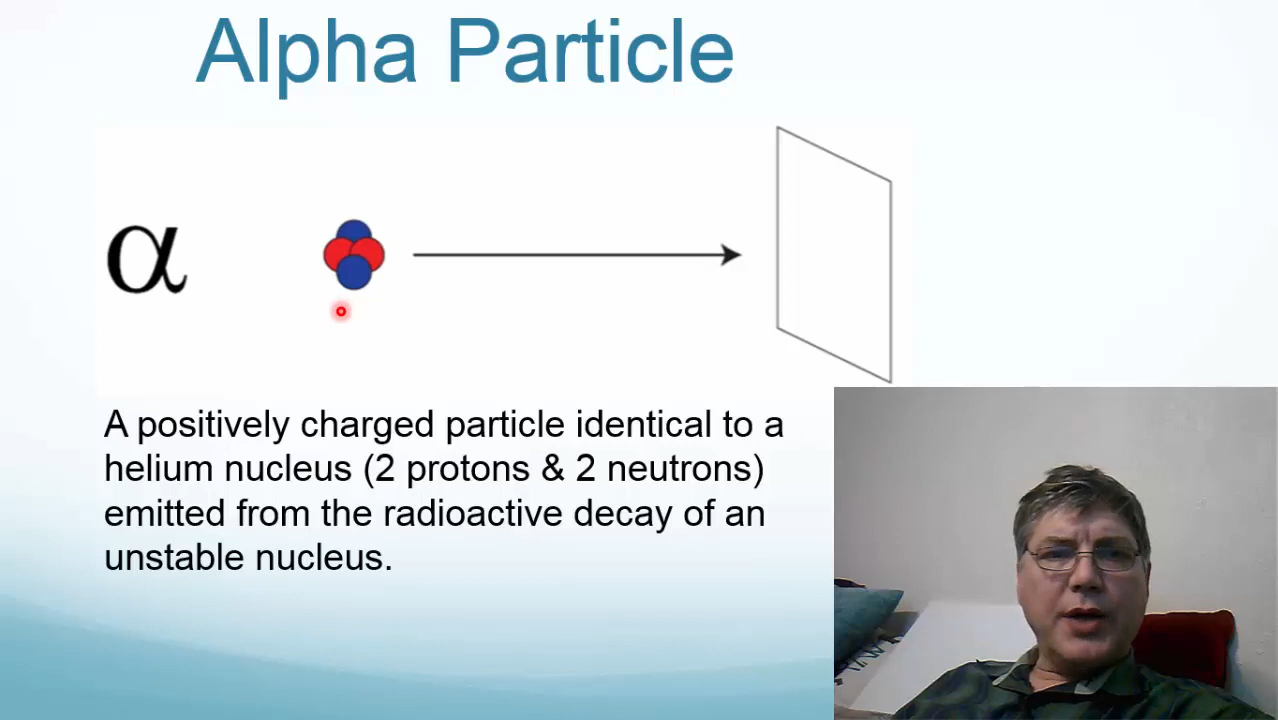 Alpha Particle
α
A positively charged particle identical to a
helium nucleus (2 protons & 2 neutrons)
emitted from the radioactive decay of an
unstable nucleus.